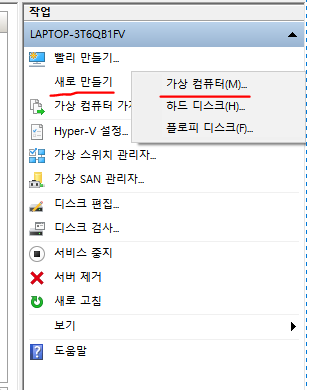 작업
LAPTOP-3T6QB1FV
빨리 만들기...
새로 만들기
가상 컴퓨터(M)...
가상 컴퓨터 가
하드 디스크(H)...
플로피 디스크(F)...
Hyper-V 설정...
가상 스위치 관리자...
가상 SAN 관리자...
디스크 편집...
디스크 검사...
서비스 중지
서버 제거
새로 고침
보기
도움말